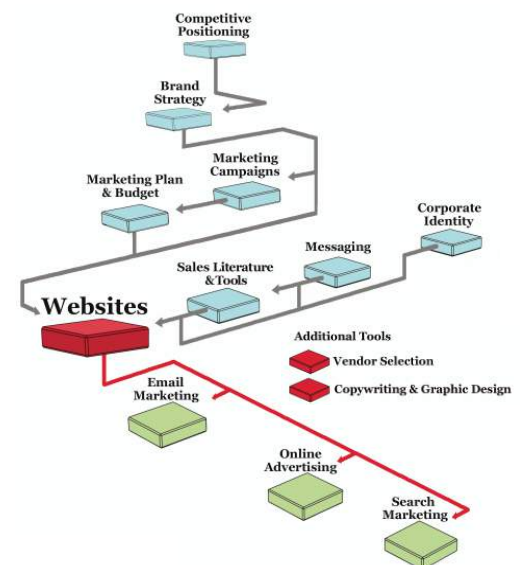 Competitive
Positioning
Brand
Strategy
Marketing
Campaigns
Marketing Plan
& Budget
Corporate
Identity
Messaging
Sales Literature
& Tools
Websites
Additional Tools
Vendor Selection
Copywriting & Graphic Design
Email
Marketing
Online
Advertising
Search
Marketing